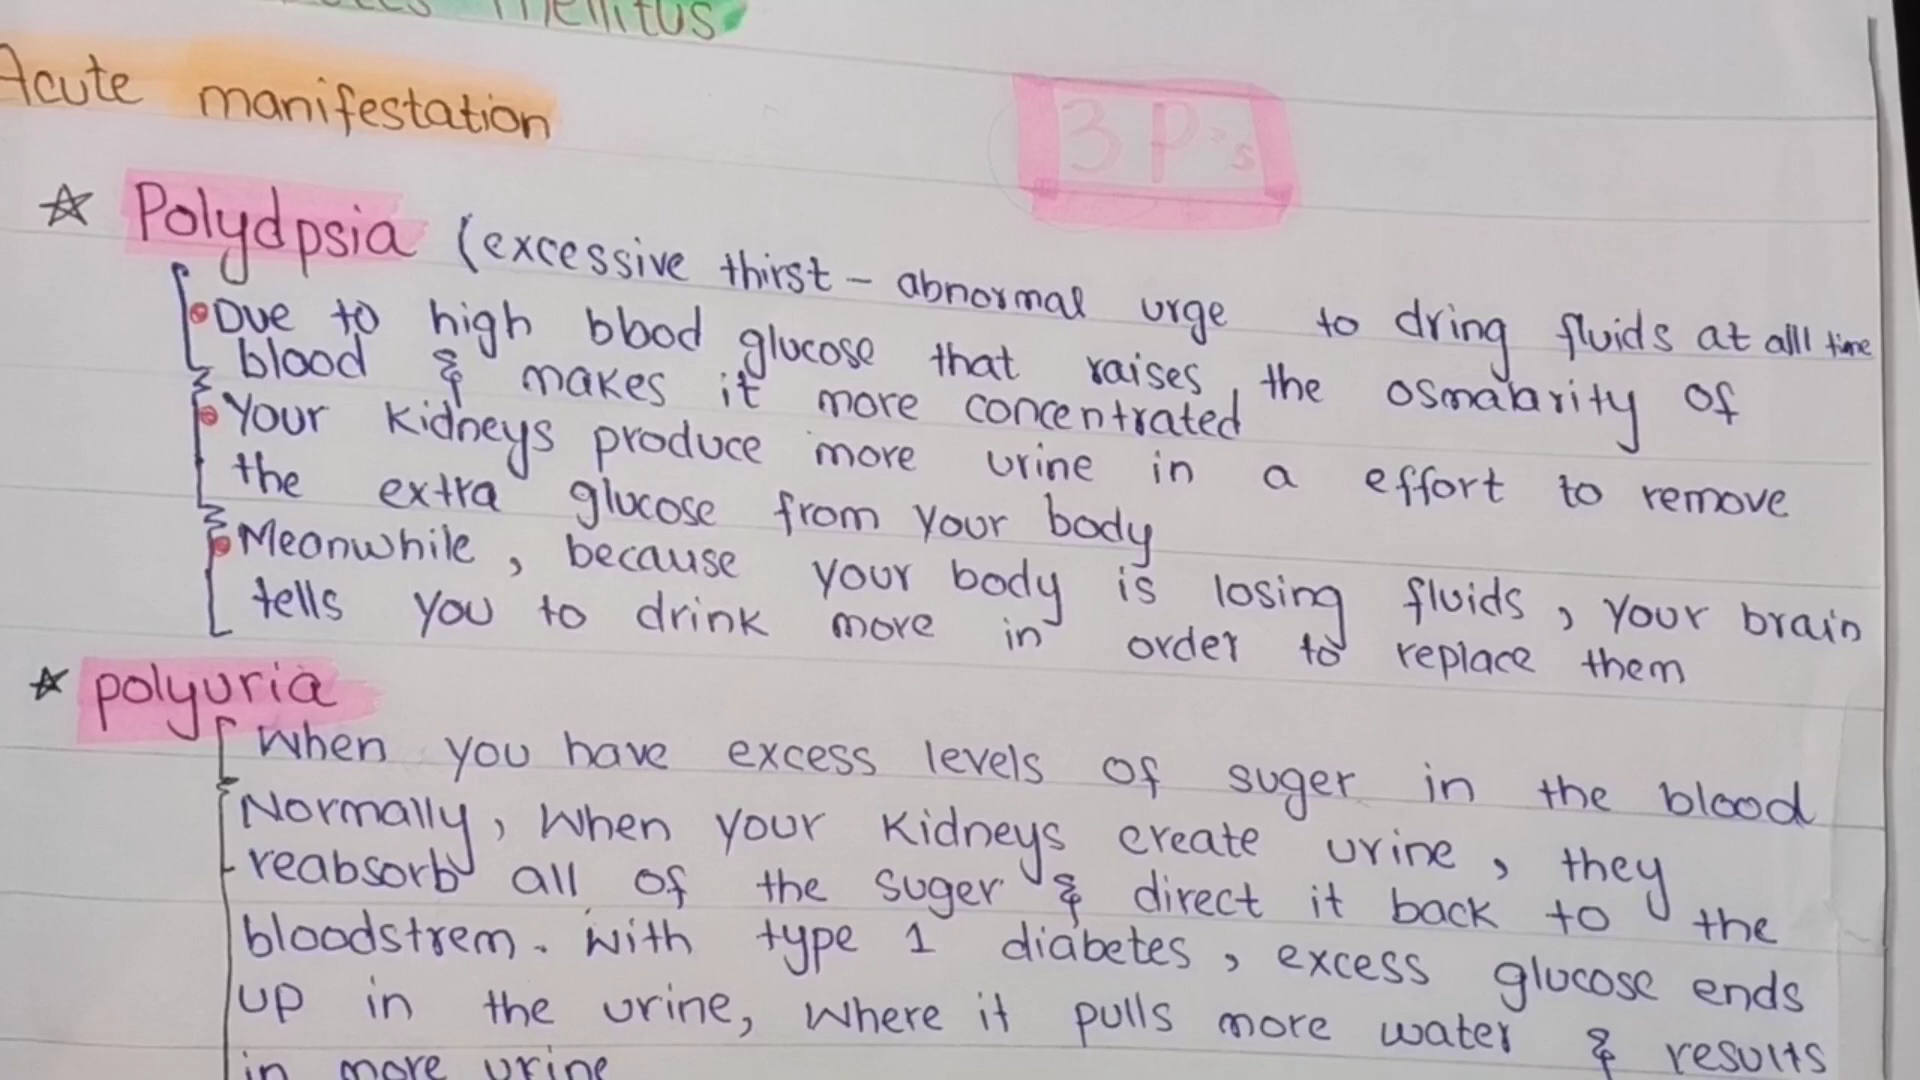 mellitus
Acute manifestation
3 P's
Polydpsia (excessive thirst - abnormal urge to dring fluids at alll time
Due to high blood glucose that raises, the osmalarity of
blood & makes it more concentrated
Your kidneys produce more urine in a effort to remove
the extra glucose from your body
Meanwhile, because your body is losing fluids, your brain
tells you to drink more in order to replace them
polyuria
When you have excess levels of suger in the blood
Normally, When your kidneys create urine, they
reabsorb all of the suger & direct it back to the
bloodstrem. With type 1 diabetes, excess glucose ends
up in the urine, where it pulls more water & results
in more urine